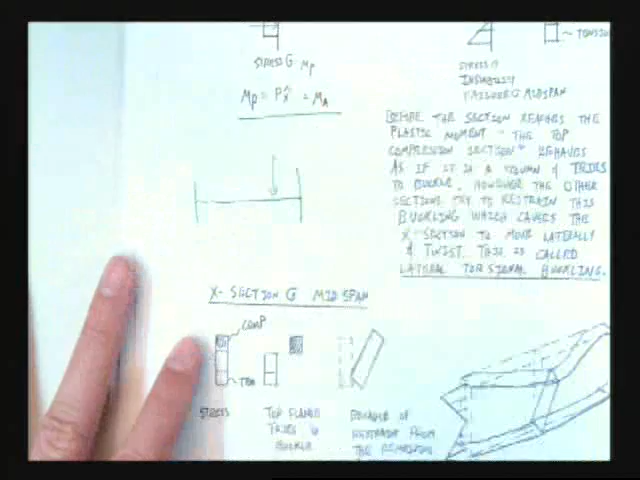 STRESS @ Mp
Mp = P x̂ = MA
TENSION
STRESS @
INSTABILITY
FAILURE @ MIDSPAN
BEFORE THE SECTION REACHES THE
PLASTIC MOMENT "THE TOP
COMPRESSION SECTION" BEHAVES
AS IF IT IS A COLUMN & TRIES
TO BUCKLE. HOWEVER THE OTHER
SECTIONS TRY TO RESTRAIN THIS
BUCKLING WHICH CAUSES THE
X-SECTION TO MOVE LATERALLY
& TWIST. THIS IS CALLED
LATERAL TORSIONAL BUCKLING.
X-SECTION @ MIDSPAN
COMP
TEN
STRESS
TOP FLANGE
TRIES TO
BUCKLE
BECAUSE OF
RESTRAINT FROM
THE REMAINING